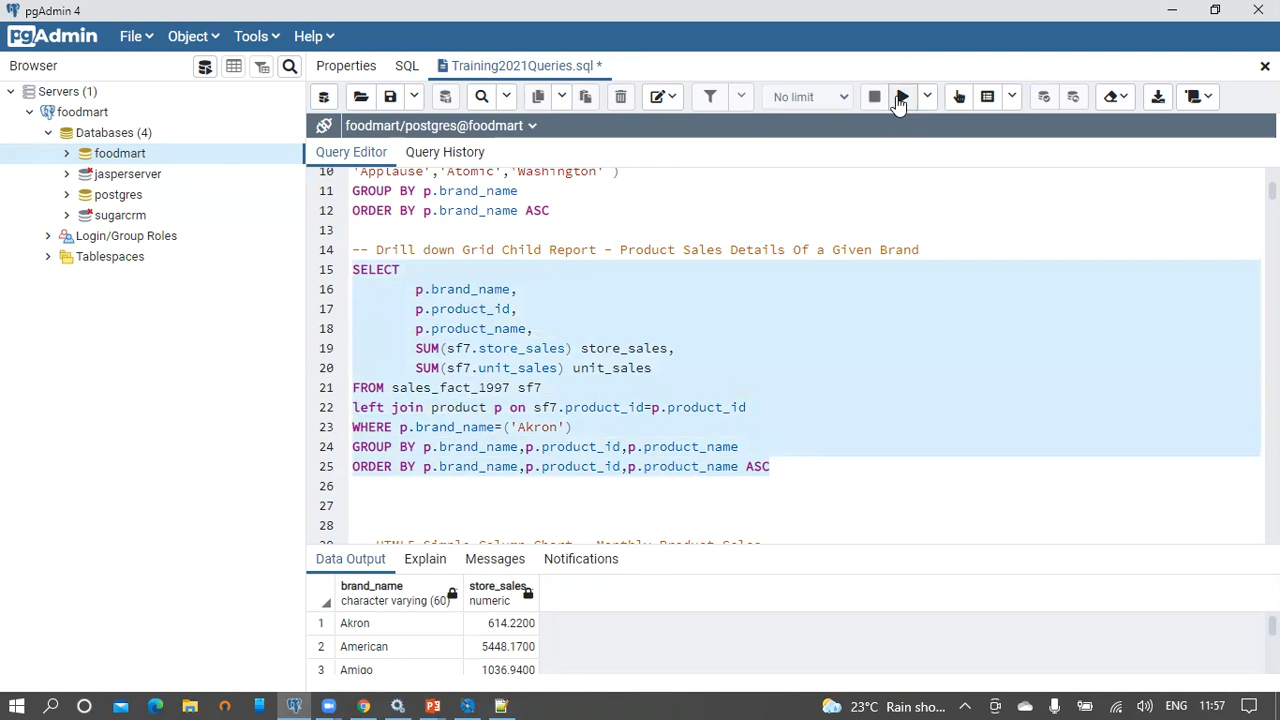 pgAdmin 4
pgAdmin File Object Tools Help
Browser
Properties SQL Training2021Queries.sql *
No limit
foodmart/postgres@foodmart
Query Editor Query History
Servers (1)
foodmart
Databases (4)
foodmart
jasperserver
postgres
sugarcrm
Login/Group Roles
Tablespaces
10 'Applause','Atomic','Washington' )
11 GROUP BY p.brand_name
12 ORDER BY p.brand_name ASC
13
14 -- Drill down Grid Child Report - Product Sales Details Of a Given Brand
15 SELECT
16 p.brand_name,
17 p.product_id,
18 p.product_name,
19 SUM(sf7.store_sales) store_sales,
20 SUM(sf7.unit_sales) unit_sales
21 FROM sales_fact_1997 sf7
22 left join product p on sf7.product_id=p.product_id
23 WHERE p.brand_name=('Akron')
24 GROUP BY p.brand_name,p.product_id,p.product_name
25 ORDER BY p.brand_name,p.product_id,p.product_name ASC
26
27
28
HTML5 Simple Column Chart - Monthly Product Sales
Data Output Explain Messages Notifications
brand_name store_sales
character varying (60) numeric
1 Akron 614.2200
2 American 5448.1700
3 Amigo 1036.9400
23°C Rain sho... ENG 11:57